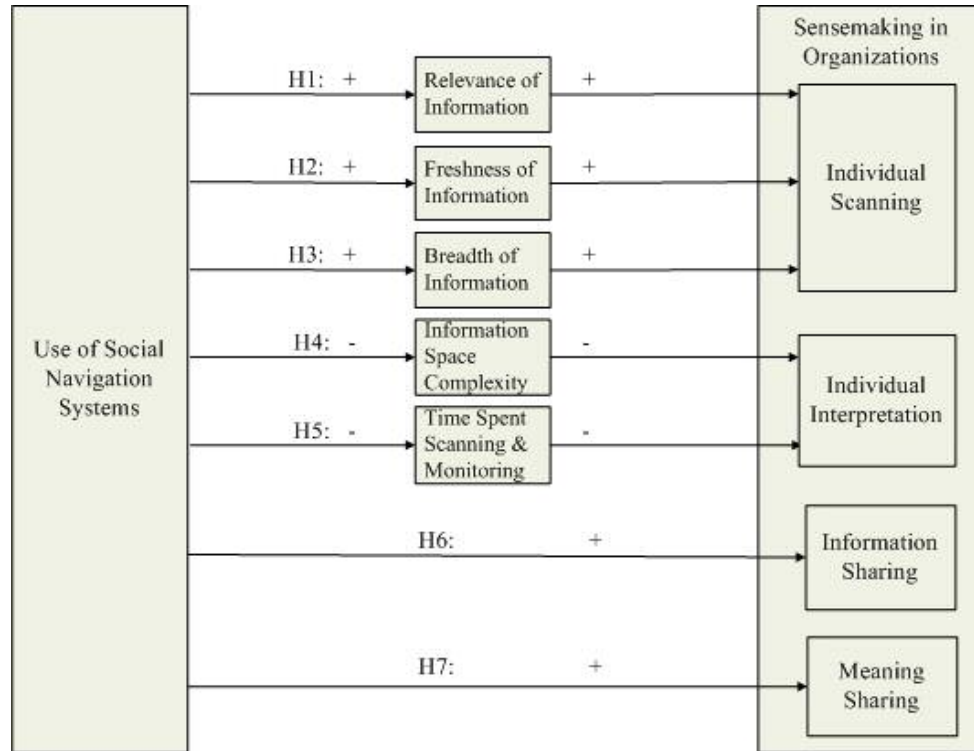 Sensemaking in
Organizations
H1: + 
Relevance of
Information
+
H2: +
Freshness of
Information
+
Individual
Scanning
H3: +
Breadth of
Information
+
Use of Social
Navigation
Systems
H4: -
Information
Space
Complexity
-
Individual
Interpretation
H5: -
Time Spent
Scanning &
Monitoring
-
H6: +
Information
Sharing
H7: +
Meaning
Sharing